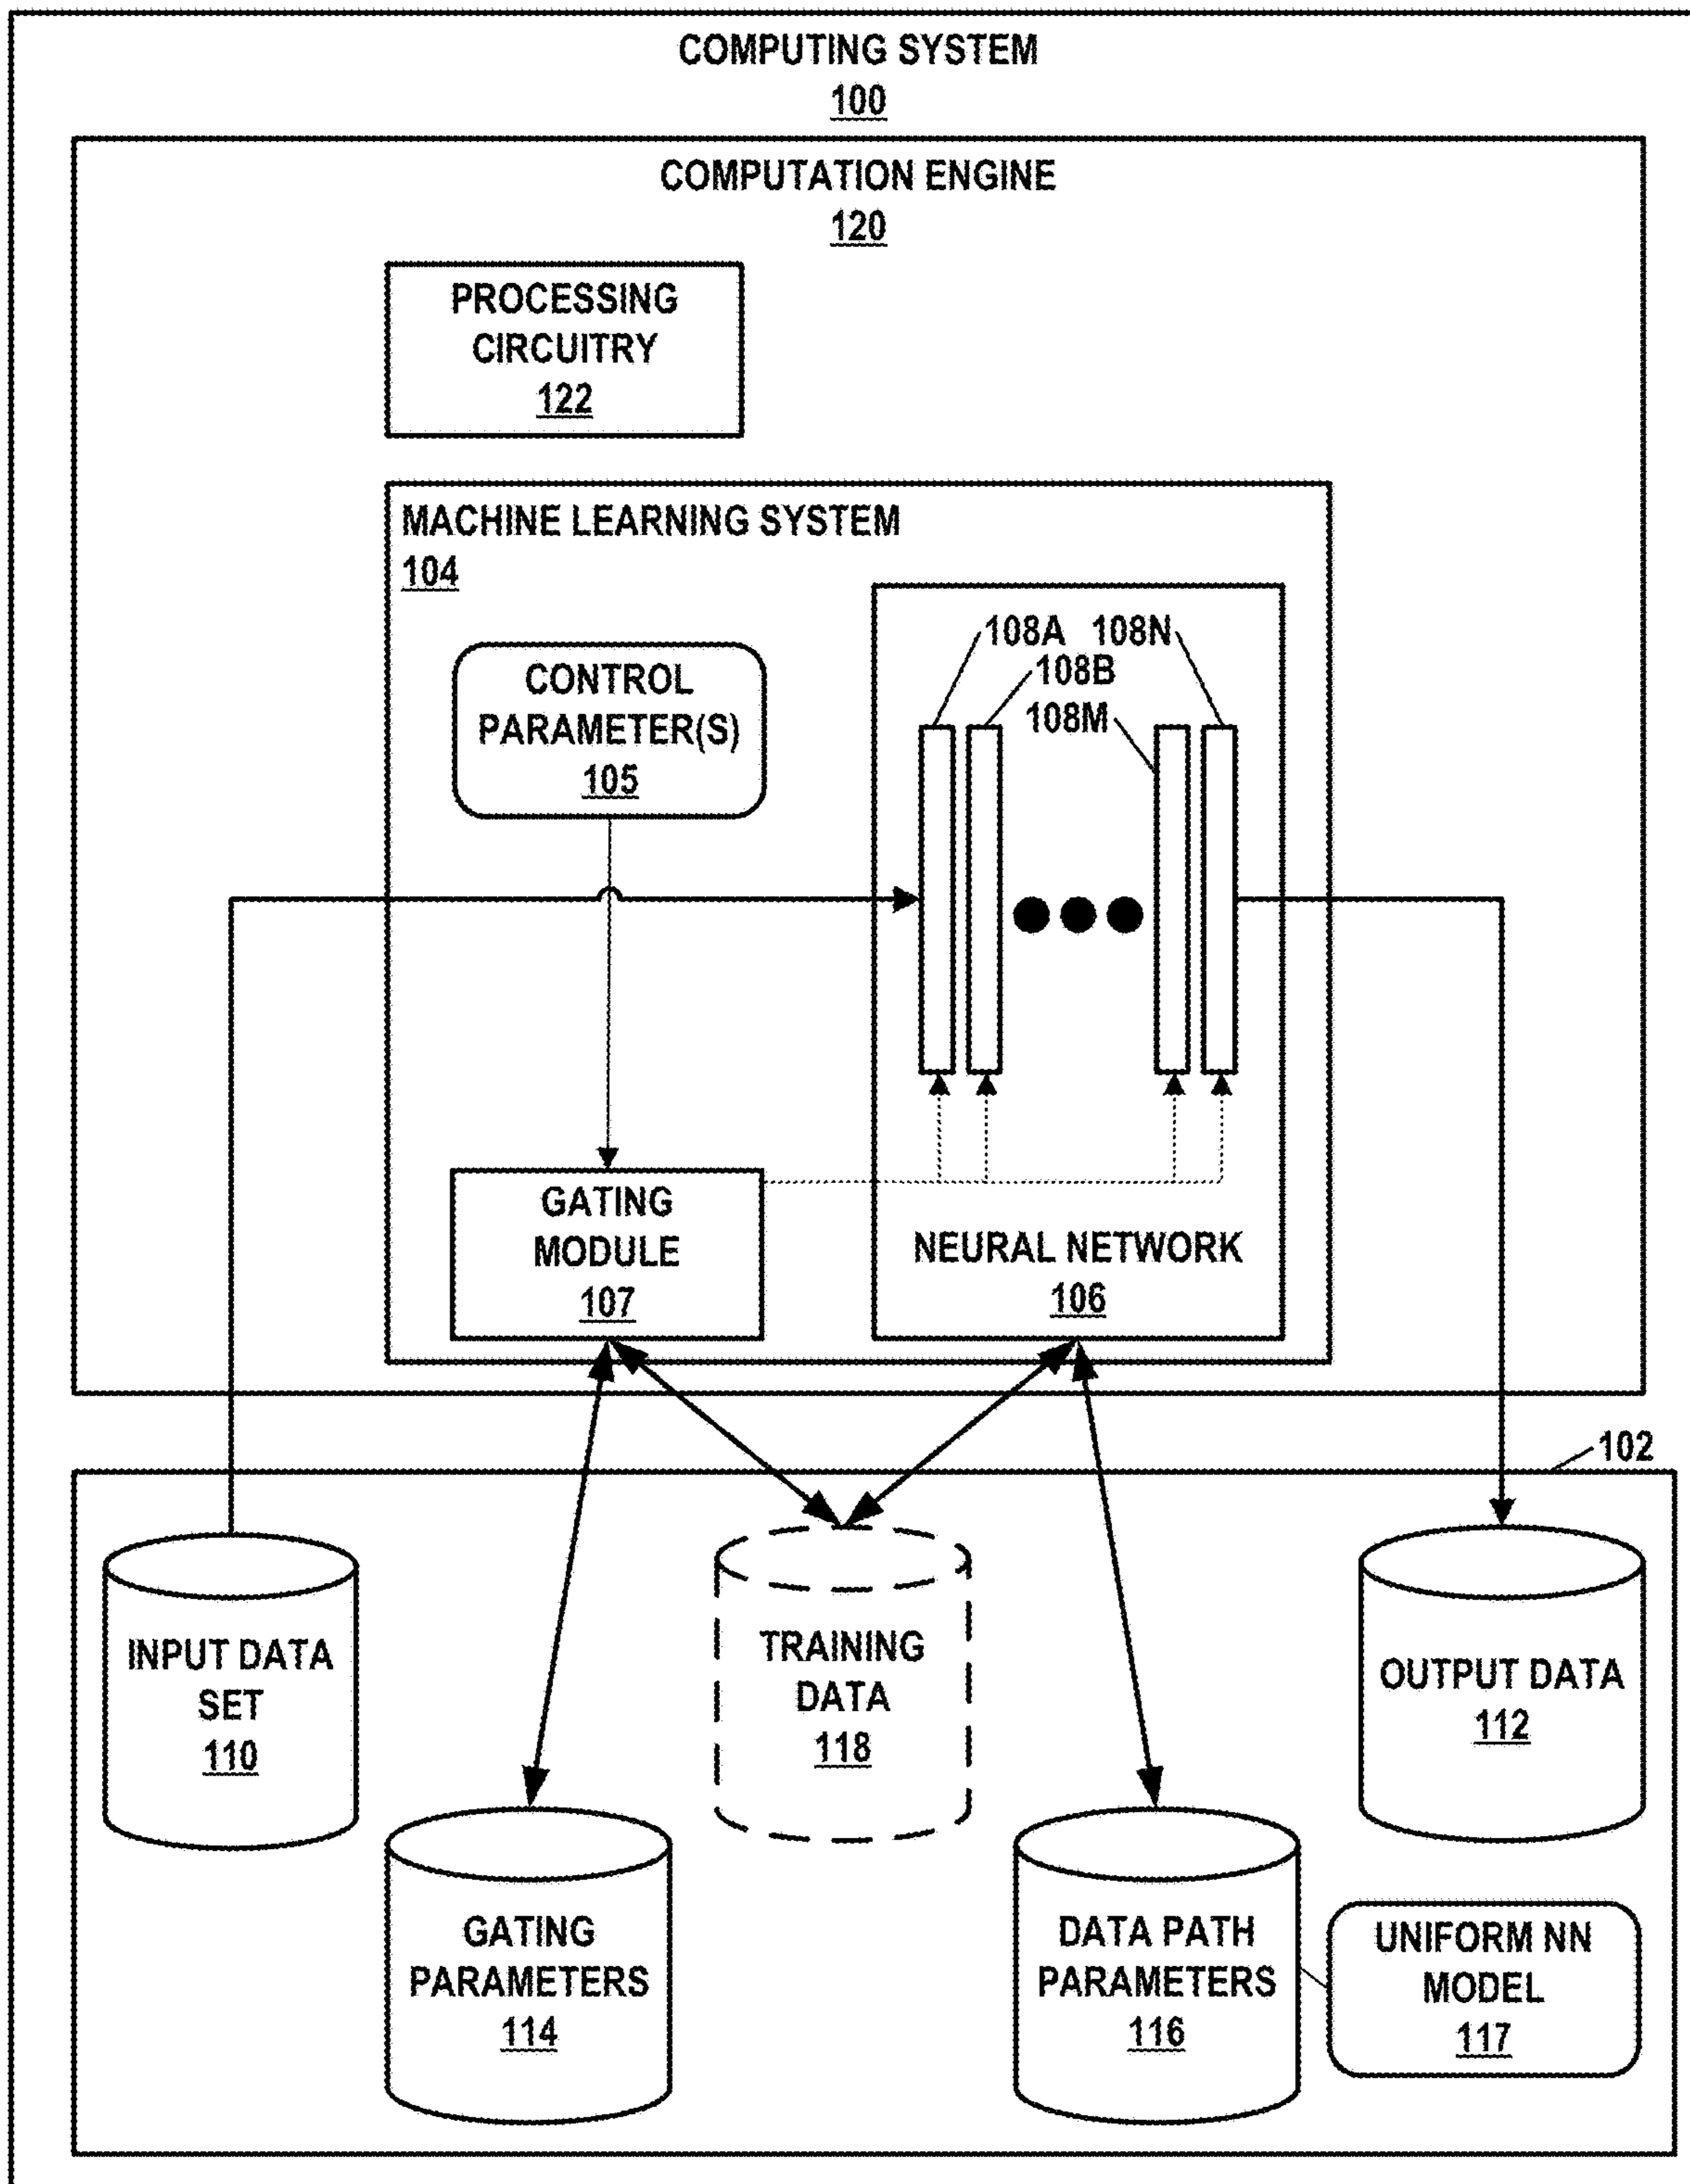 COMPUTING SYSTEM
100
COMPUTATION ENGINE
120
PROCESSING
CIRCUITRY
122
MACHINE LEARNING SYSTEM
104
108A 108N
108B
108M
CONTROL
PARAMETER(S)
105
GATING
MODULE
107
NEURAL NETWORK
106
102
INPUT DATA
SET
110
TRAINING
DATA
118
OUTPUT DATA
112
GATING
PARAMETERS
114
DATA PATH
PARAMETERS
116
UNIFORM NN
MODEL
117